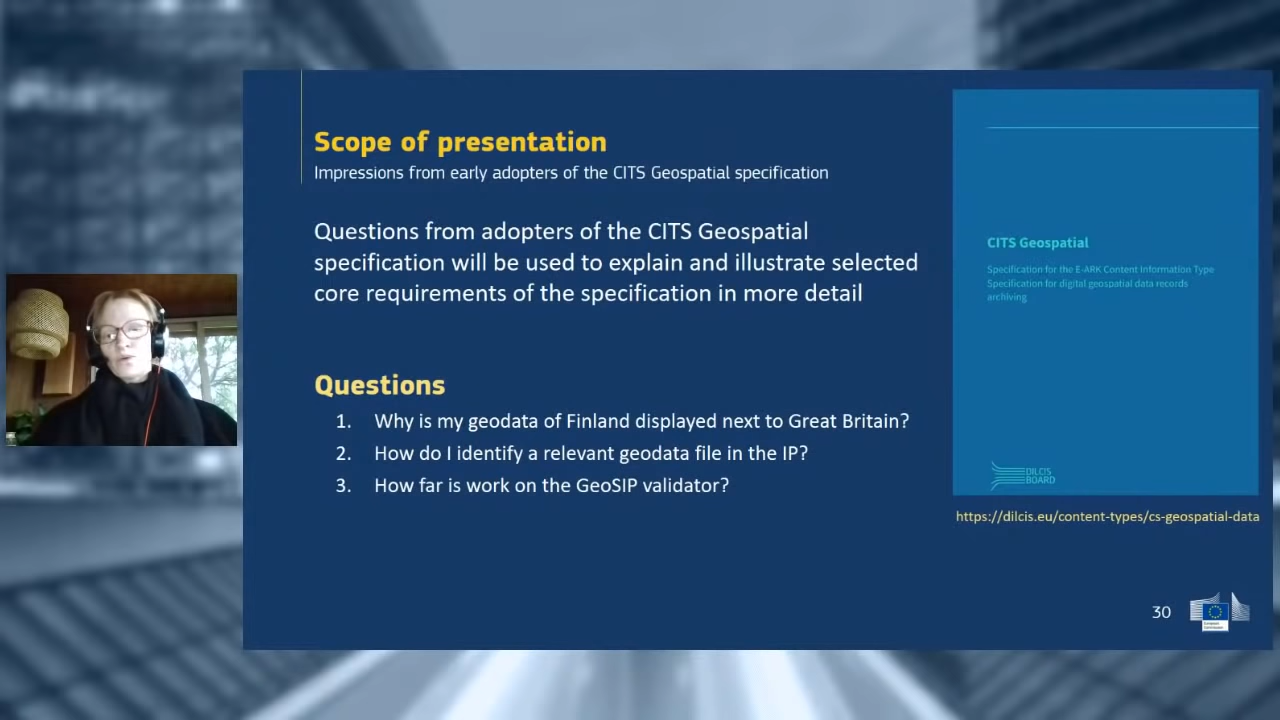 Scope of presentation
Impressions from early adopters of the CITS Geospatial specification
Questions from adopters of the CITS Geospatial
specification will be used to explain and illustrate selected
core requirements of the specification in more detail
Questions
1. Why is my geodata of Finland displayed next to Great Britain?
2. How do I identify a relevant geodata file in the IP?
3. How far is work on the GeoSIP validator?
CITS Geospatial
Specification for the E-ARK Content Information Type
Specification for digital geospatial data records
archiving
DILCIS
BOARD
https://dilcis.eu/content-types/cs-geospatial-data
30
European
Commission